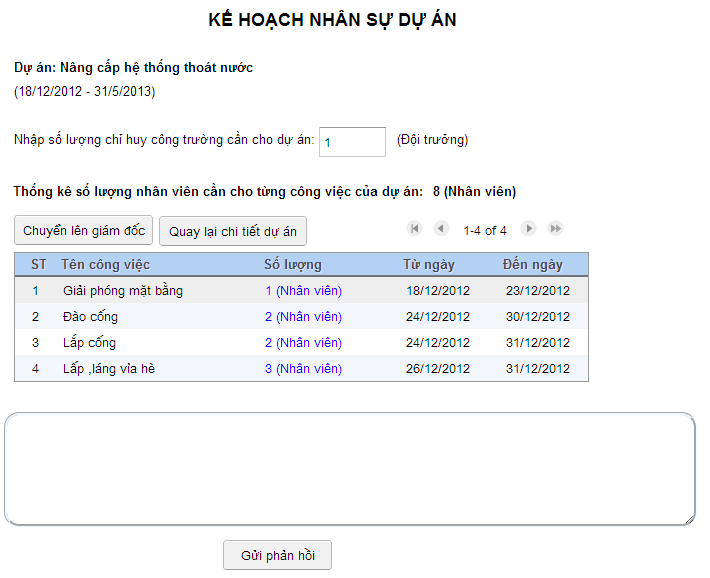 KẾ HOẠCH NHÂN SỰ DỰ ÁN
Dự án: Nâng cấp hệ thống thoát nước
(18/12/2012 - 31/5/2013)
Nhập số lượng chỉ huy công trường cần cho dự án: 1 (Đội trưởng)
Thống kê số lượng nhân viên cần cho từng công việc của dự án: 8 (Nhân viên)
Chuyển lên giám đốc Quay lại chi tiết dự án 1-4 of 4
ST Tên công việc Số lượng Từ ngày Đến ngày
1 Giải phóng mặt bằng 1 (Nhân viên) 18/12/2012 23/12/2012
2 Đào cống 2 (Nhân viên) 24/12/2012 30/12/2012
3 Lắp cống 2 (Nhân viên) 24/12/2012 31/12/2012
4 Lấp ,láng vỉa hè 3 (Nhân viên) 26/12/2012 31/12/2012
Gửi phản hồi